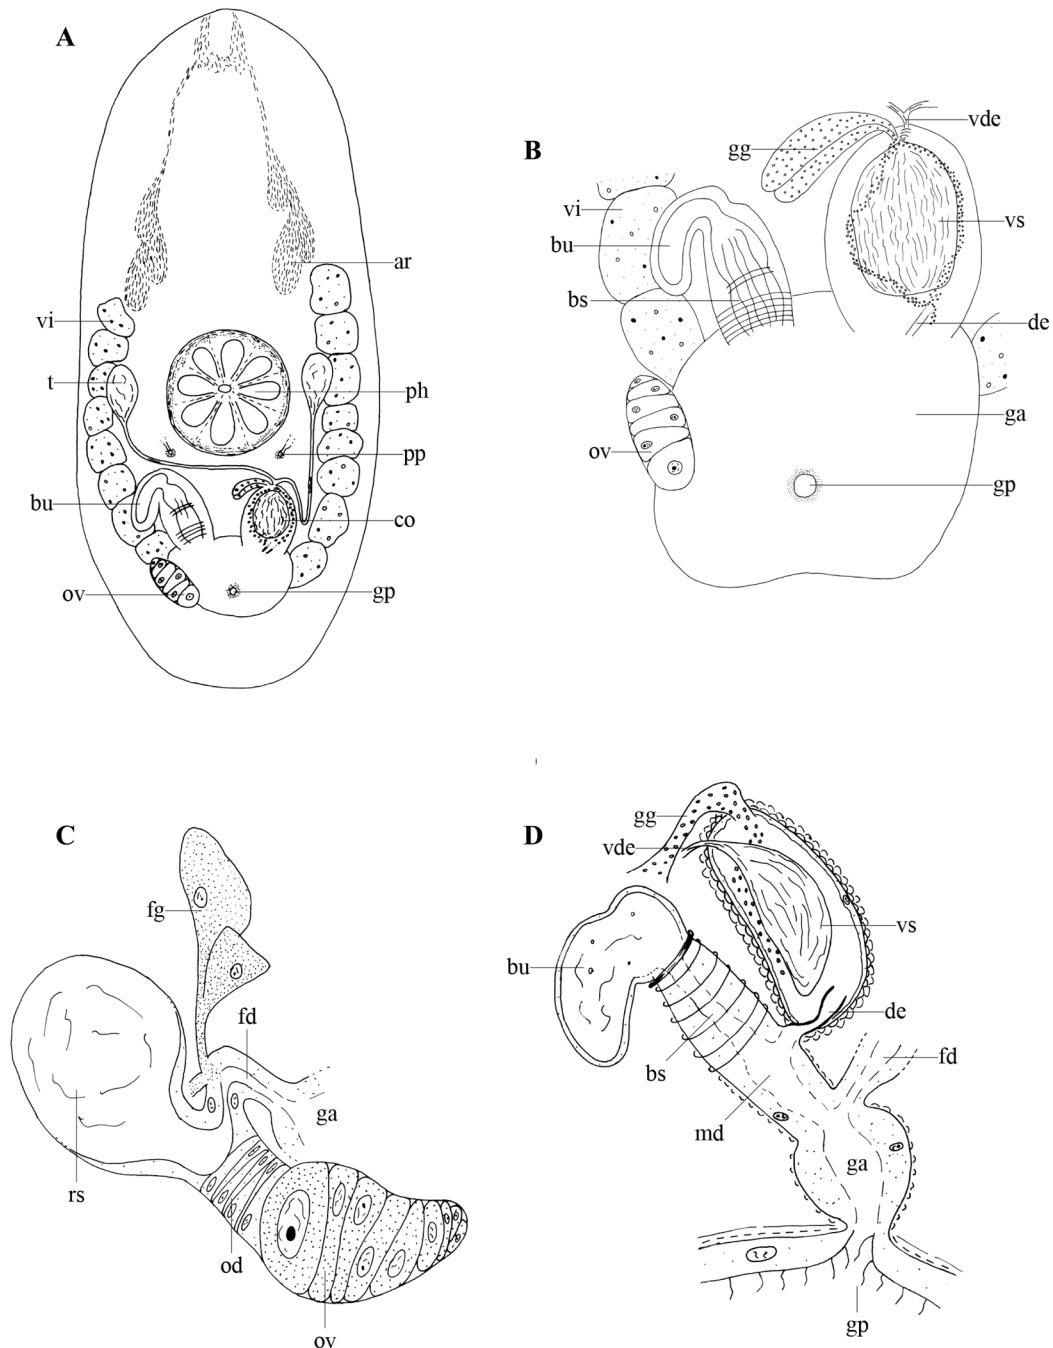 A
ar
vi
t
ph
pp
bu
co
ov
gp
B
vde
gg
vi
vs
bu
bs
de
ga
ov
gp
C
fg
fd
ga
rs
od
ov
D
gg
vde
vs
bu
de
fd
bs
md
ga
gp